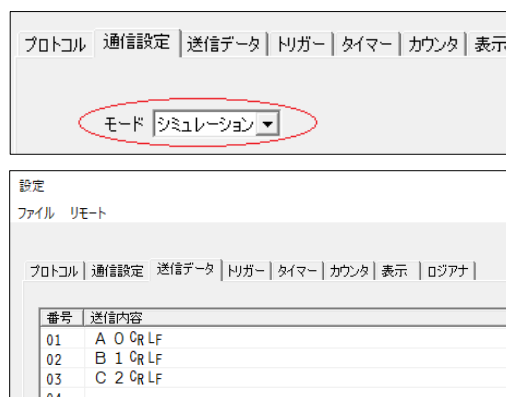 プロトコル 通信設定 送信データ トリガー タイマー カウンタ 表示
モード シミュレーション
設定
ファイル リモート
プロトコル 通信設定 送信データ トリガー タイマー カウンタ 表示 ロジアナ
番号 送信内容
01 A 0 CR LF
02 B 1 CR LF
03 C 2 CR LF
04